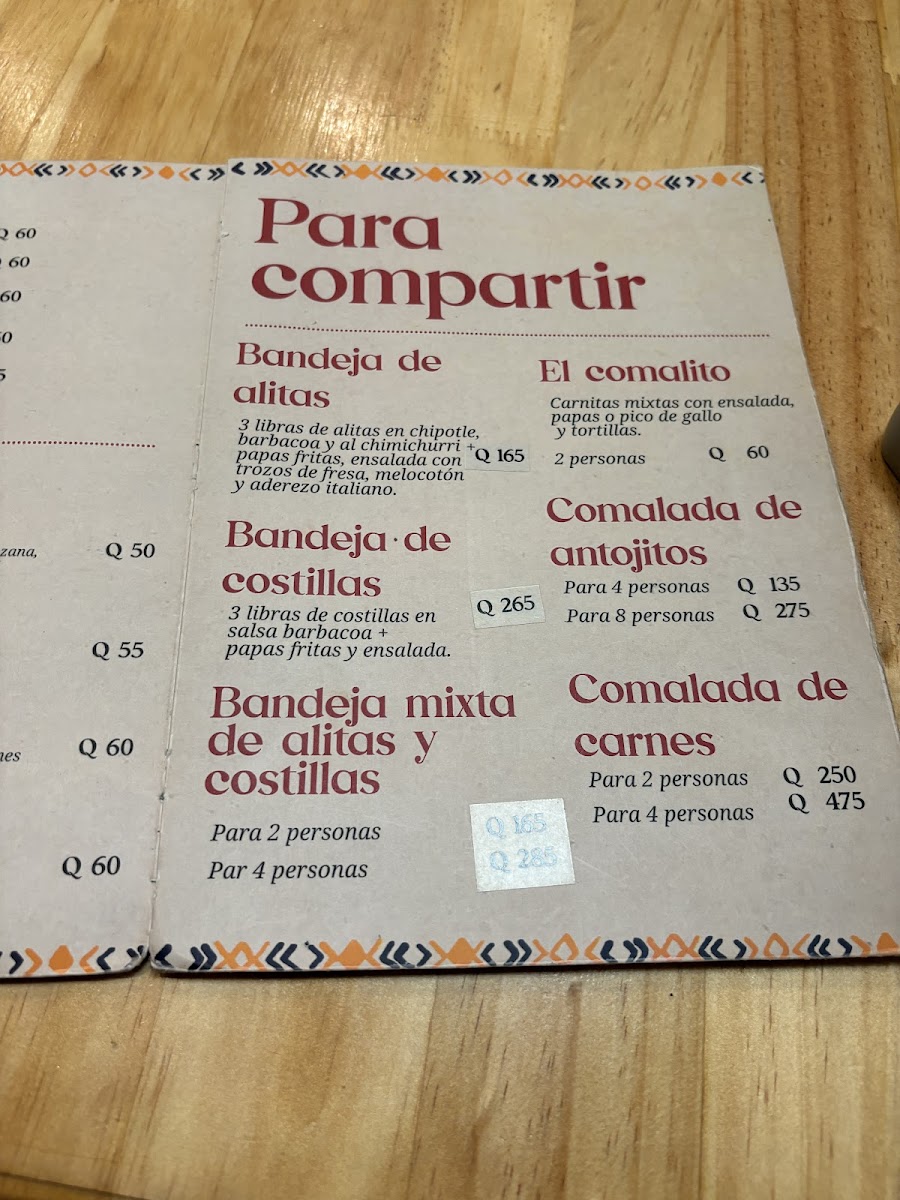 Q 60
Q 60
60
zana,
Q 50
Q 55
nes
Q 60
Q 60
Para
compartir
Bandeja de
alitas
3 libras de alitas en chipotle,
barbacoa y al chimichurri +
papas fritas, ensalada con
trozos de fresa, melocotón
y aderezo italiano.
Q 165
Bandeja de
costillas
3 libras de costillas en
salsa barbacoa +
papas fritas y ensalada.
Q 265
Bandeja mixta
de alitas y
costillas
Para 2 personas Q 165
Par 4 personas Q 285
El comalito
Carnitas mixtas con ensalada,
papas o pico de gallo
y tortillas.
2 personas Q 60
Comalada de
antojitos
Para 4 personas Q 135
Para 8 personas Q 275
Comalada de
carnes
Para 2 personas Q 250
Para 4 personas Q 475